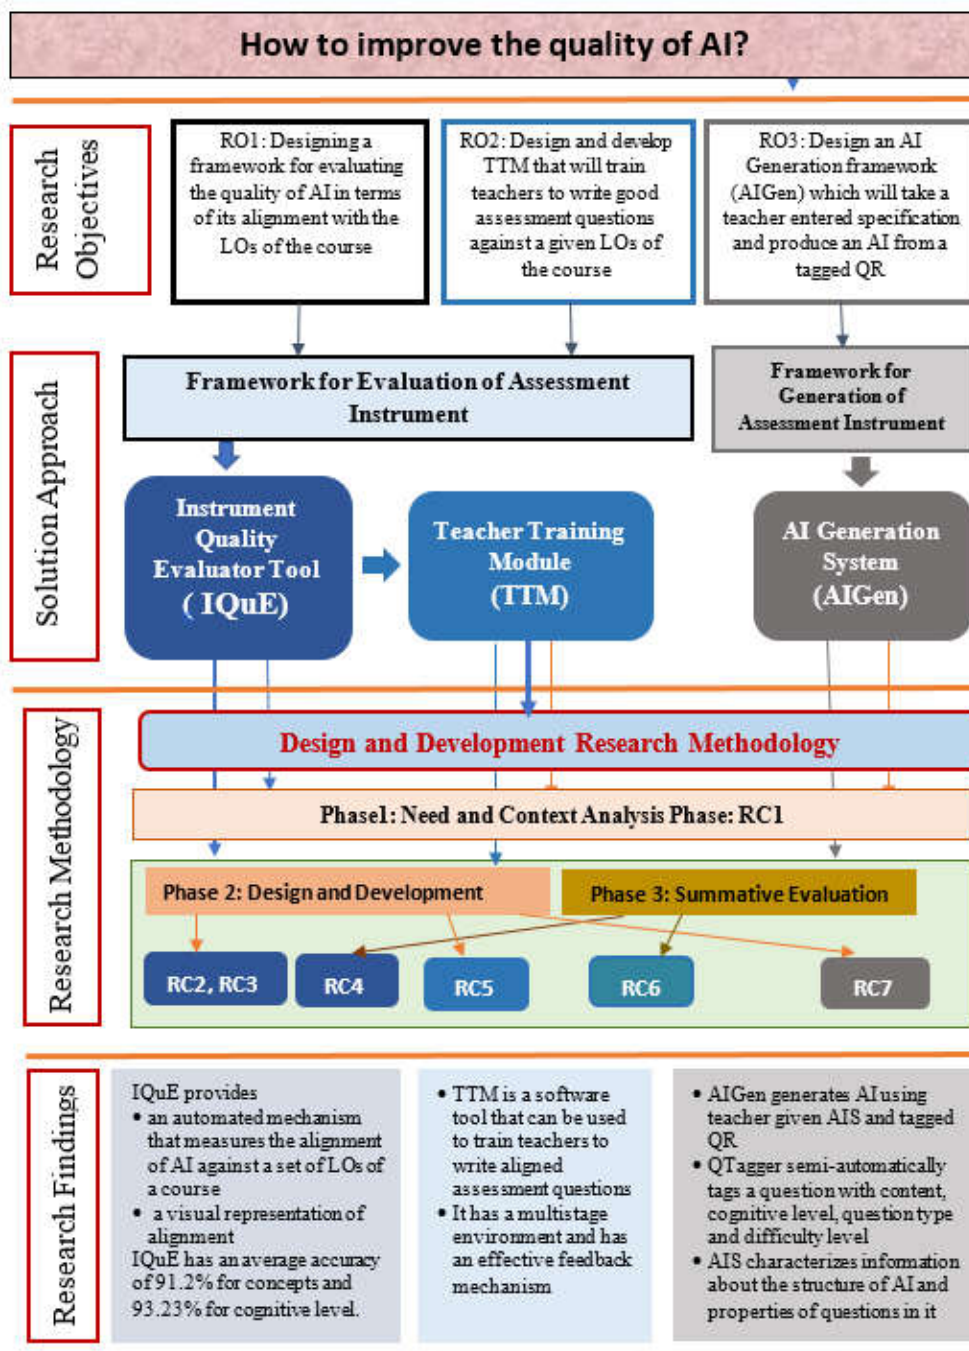 How to improve the quality of AI?
Research
Objectives
RO1: Designing a
framework for evaluating
the quality of AI in terms
of its alignment with the
LOs of the course
RO2: Design and develop
TTM that will train
teachers to write good
assessment questions
against a given LOs of
the course
RO3: Design an AI
Generation framework
(AIGen) which will take a
teacher entered specification
and produce an AI from a
tagged QR
Solution Approach
Framework for Evaluation of Assessment
Instrument
Framework for
Generation of
Assessment Instrument
Instrument
Quality
Evaluator Tool
( IQuE)
Teacher Training
Module
(TTM)
AI Generation
System
(AIGen)
Research Methodology
Design and Development Research Methodology
Phase1: Need and Context Analysis Phase: RC1
Phase 2: Design and Development
Phase 3: Summative Evaluation
RC2, RC3
RC4
RC5
RC6
RC7
Research Findings
IQuE provides
• an automated mechanism
that measures the alignment
of AI against a set of LOs of
a course
• a visual representation of
alignment
IQuE has an average accuracy
of 91.2% for concepts and
93.23% for cognitive level.
• TTM is a software
tool that can be used
to train teachers to
write aligned
assessment questions
• It has a multistage
environment and has
an effective feedback
mechanism
• AIGen generates AI using
teacher given AIS and tagged
QR
• QTagger semi-automatically
tags a question with content,
cognitive level, question type
and difficulty level
• AIS characterizes information
about the structure of AI and
properties of questions in it